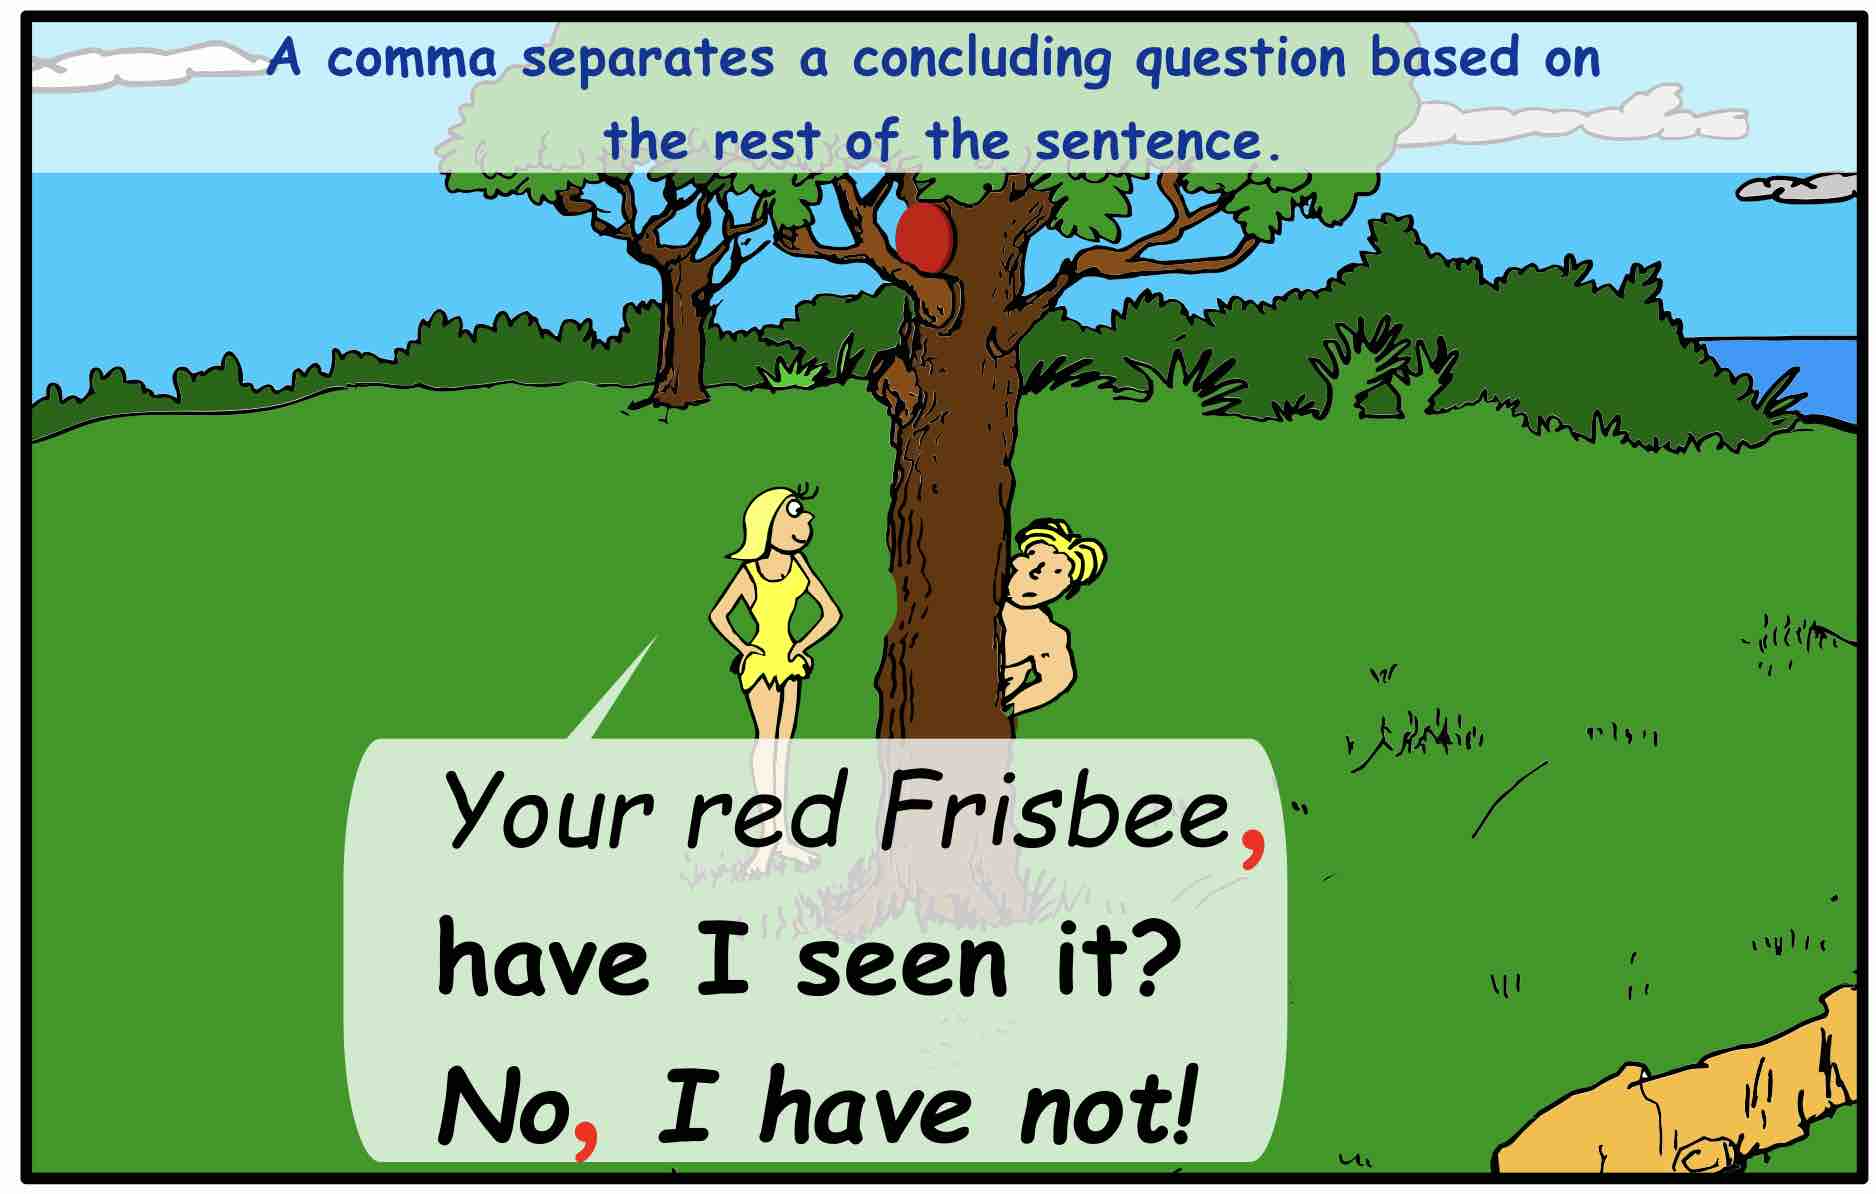 A comma separates a concluding question based on
the rest of the sentence.
Your red Frisbee,
have I seen it?
No, I have not!